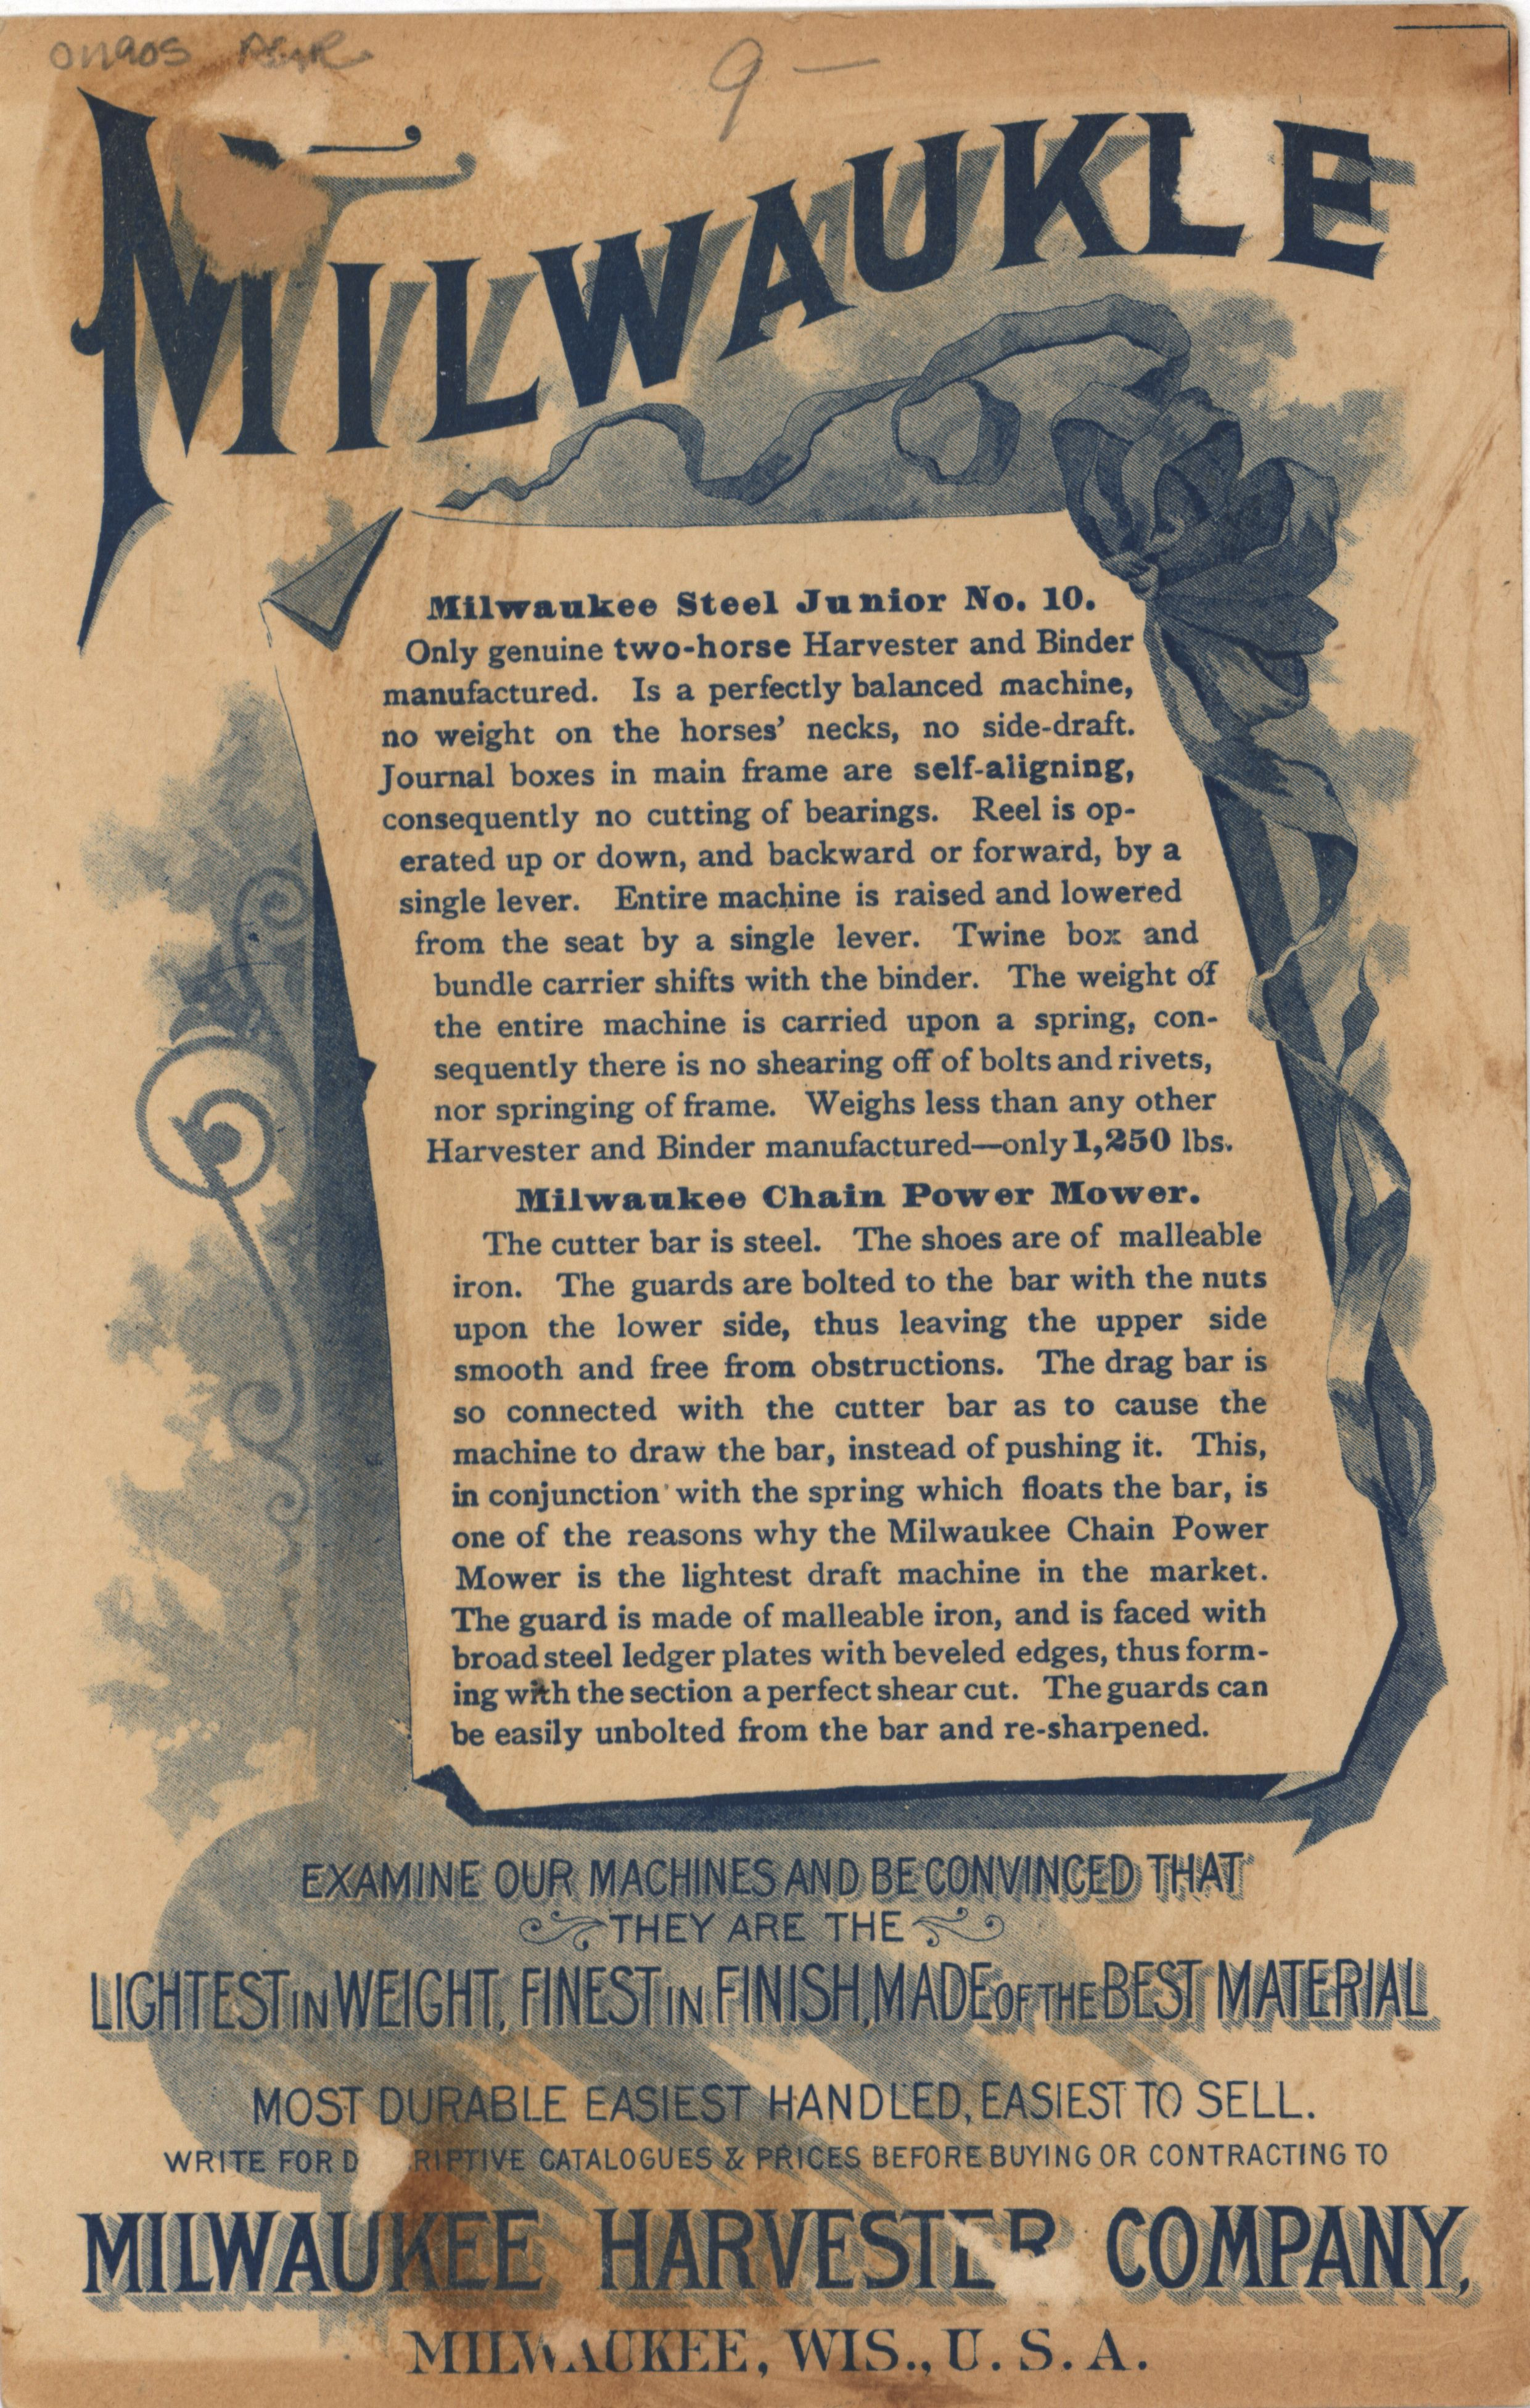 9 —
MILWAUKEE
Milwaukee Steel Junior No. 10.
Only genuine two-horse Harvester and Binder
manufactured. Is a perfectly balanced machine,
no weight on the horses' necks, no side-draft.
Journal boxes in main frame are self-aligning,
consequently no cutting of bearings. Reel is op-
erated up or down, and backward or forward, by a
single lever. Entire machine is raised and lowered
from the seat by a single lever. Twine box and
bundle carrier shifts with the binder. The weight of
the entire machine is carried upon a spring, con-
sequently there is no shearing off of bolts and rivets,
nor springing of frame. Weighs less than any other
Harvester and Binder manufactured—only 1,250 lbs.
Milwaukee Chain Power Mower.
The cutter bar is steel. The shoes are of malleable
iron. The guards are bolted to the bar with the nuts
upon the lower side, thus leaving the upper side
smooth and free from obstructions. The drag bar is
so connected with the cutter bar as to cause the
machine to draw the bar, instead of pushing it. This,
in conjunction with the spring which floats the bar, is
one of the reasons why the Milwaukee Chain Power
Mower is the lightest draft machine in the market.
The guard is made of malleable iron, and is faced with
broad steel ledger plates with beveled edges, thus form-
ing with the section a perfect shear cut. The guards can
be easily unbolted from the bar and re-sharpened.
EXAMINE OUR MACHINES AND BE CONVINCED THAT
THEY ARE THE
LIGHTEST IN WEIGHT, FINEST IN FINISH, MADE OF THE BEST MATERIAL
MOST DURABLE EASIEST HANDLED, EASIEST TO SELL.
WRITE FOR D RIPTIVE CATALOGUES & PRICES BEFORE BUYING OR CONTRACTING TO
MILWAUKEE HARVESTER COMPANY,
MILWAUKEE, WIS., U. S. A.